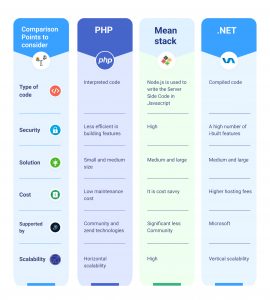 Comparison
Points to
consider
PHP
php
Mean
stack
.NET
Type of
code
Interpreted code
Node.js is used to
write the Server
Side Code in
Javascript
Compiled code
Security
Less efficient in
building features
High
A high number of
i-built features
Solution
Small and medium
size
Medium and large
Medium and large
Cost
Low maintenance
cost
It is cost savvy
Higher hosting fees
Supported
by
Community and
zend technologies
Significant less
Community
Microsoft
Scalability
Horizontal
scalability
High
Vertical scalability